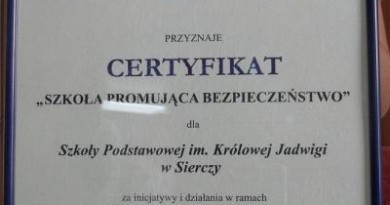 PRZYZNAJE
CERTYFIKAT
„SZKOŁA PROMUJĄCA BEZPIECZEŃSTWO”
dla
Szkoły Podstawowej im. Królowej Jadwigi
w Sierczy
za inicjatywy i działania w ramach